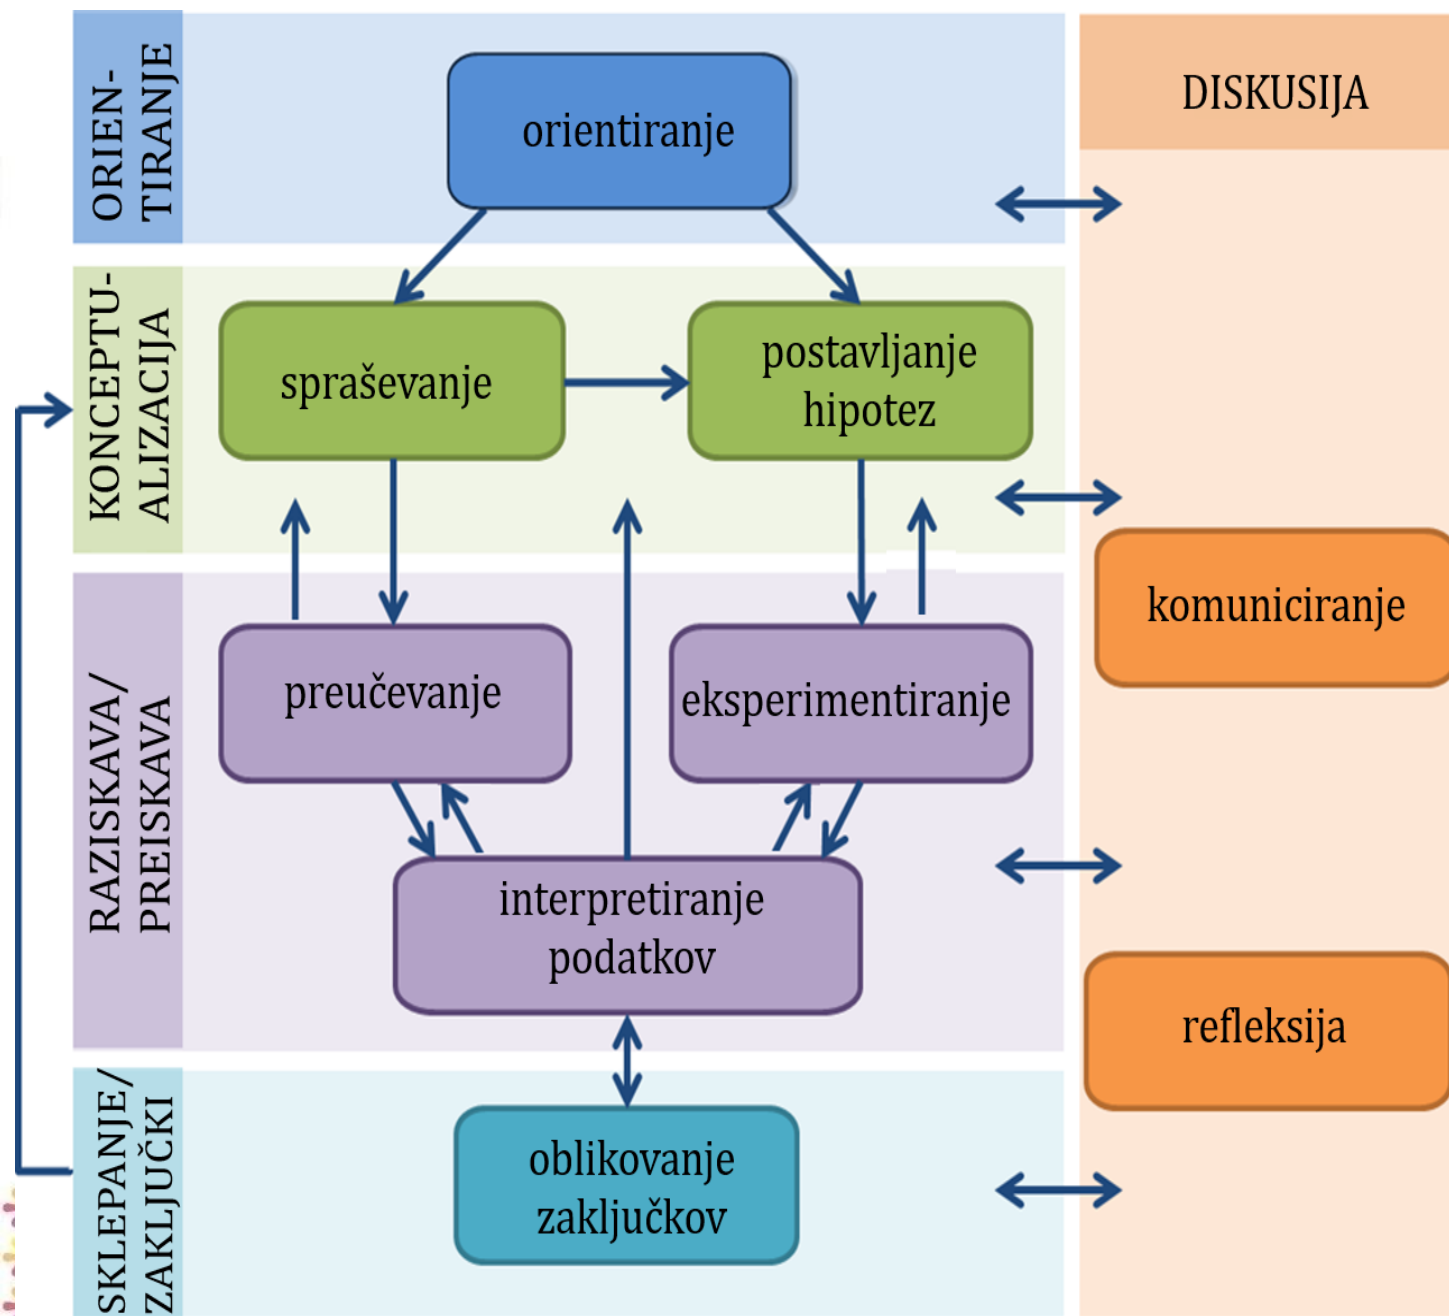 ORIEN-
TIRANJE
orientiranje
DISKUSIJA
KONCEPTU-
ALIZACIJA
spraševanje
postavljanje
hipotez
komuniciranje
RAZISKAVA/
PREISKAVA
preučevanje
eksperimentiranje
interpretiranje
podatkov
refleksija
SKLEPANJE/
ZAKLJUČKI
oblikovanje
zaključkov